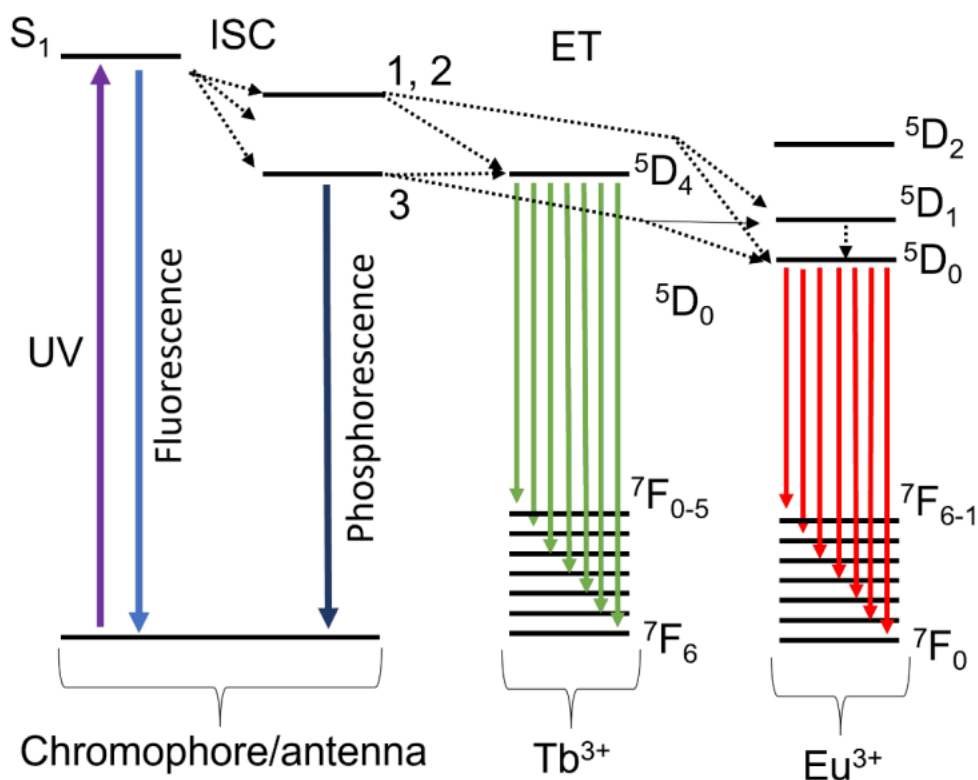 S₁
ISC
ET
1, 2
3
UV
Fluorescence
Phosphorescence
⁵D₄
⁵D₀
⁵D₂
⁵D₁
⁵D₀
⁷F₀₋₅
⁷F₆
⁷F₆₋₁
⁷F₀
Chromophore/antenna
Tb³⁺
Eu³⁺